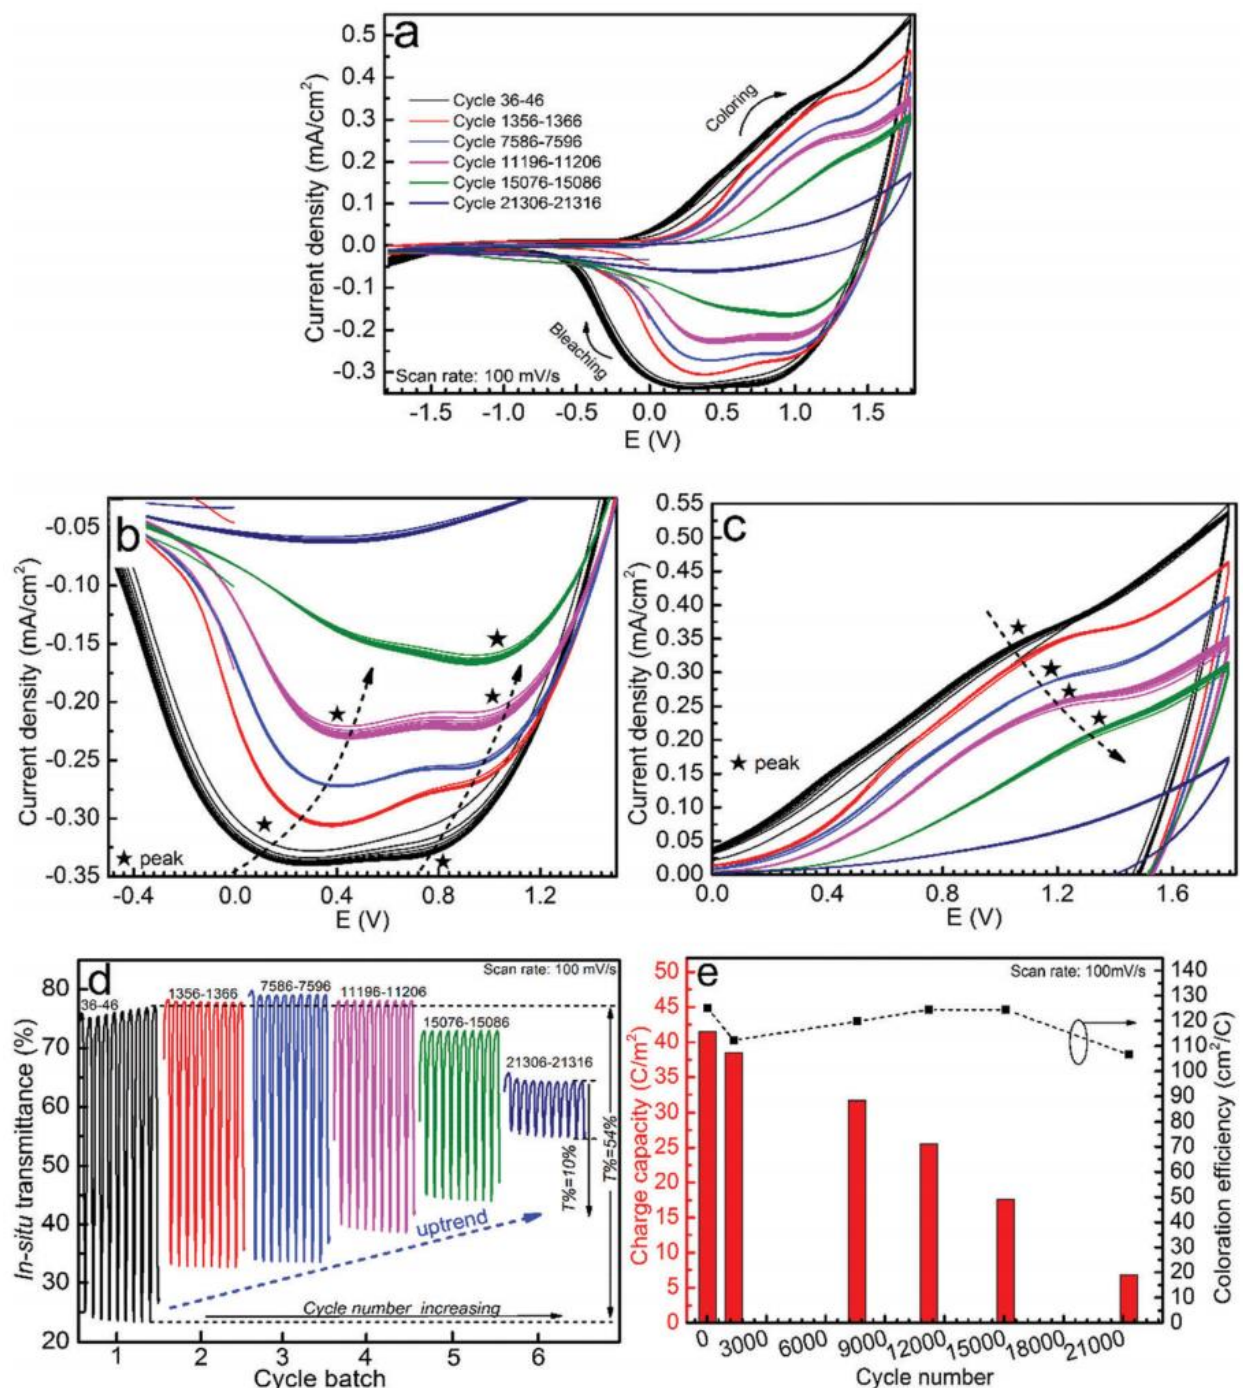 a
0.5
0.4
0.3
0.2
0.1
0.0
-0.1
-0.2
-0.3
Current density (mA/cm²)
Cycle 36-46
Cycle 1356-1366
Cycle 7586-7596
Cycle 11196-11206
Cycle 15076-15086
Cycle 21306-21316
Coloring
Bleaching
Scan rate: 100 mV/s
-1.5 -1.0 -0.5 0.0 0.5 1.0 1.5
E (V)
b
-0.05
-0.10
-0.15
-0.20
-0.25
-0.30
-0.35
Current density (mA/cm²)
★ peak
-0.4 0.0 0.4 0.8 1.2
E (V)
c
0.55
0.50
0.45
0.40
0.35
0.30
0.25
0.20
0.15
0.10
0.05
0.00
Current density (mA/cm²)
★ peak
0.0 0.4 0.8 1.2 1.6
E (V)
d
Scan rate: 100 mV/s
80
70
60
50
40
30
20
In-situ transmittance (%)
36-46
1356-1366
7586-7596
11196-11206
15076-15086
21306-21316
T%=10%
T%=54%
uptrend
Cycle number increasing
1 2 3 4 5 6
Cycle batch
e
Scan rate: 100mV/s
50
45
40
35
30
25
20
15
10
5
0
Charge capacity (C/m²)
140
130
120
110
100
90
80
70
60
50
40
30
20
10
0
Coloration efficiency (cm²/C)
0 3000 6000 9000 12000 15000 18000 21000
Cycle number